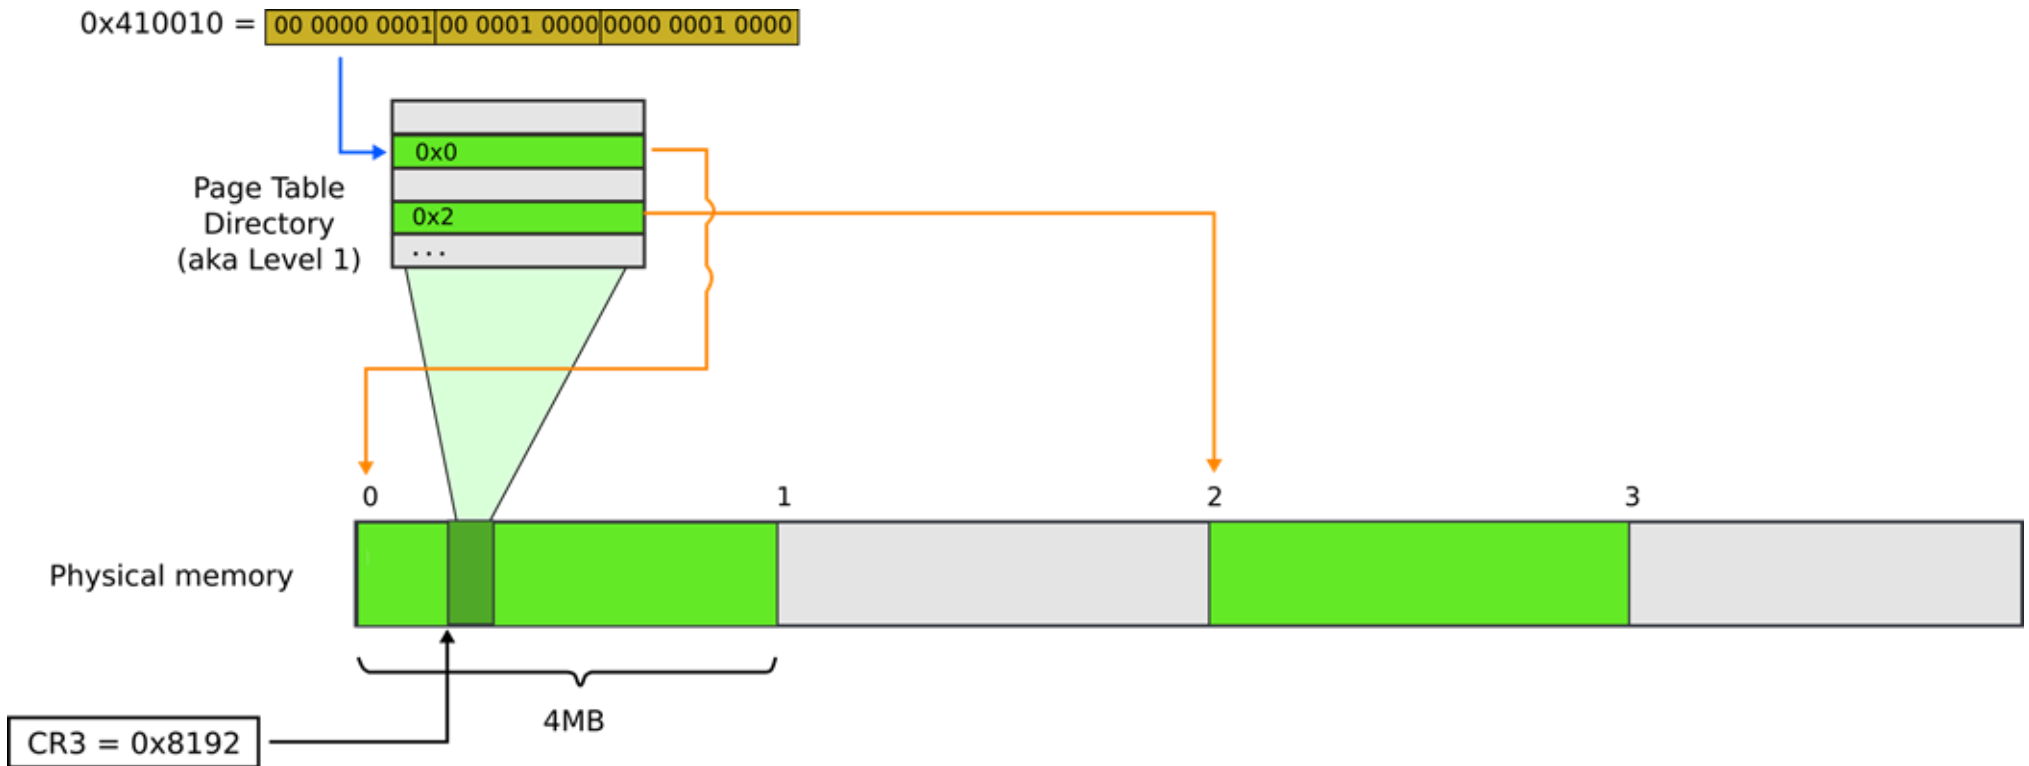 0x410010 = 00 0000 0001 00 0001 0000 0000 0001 0000
0x0
0x2
...
Page Table
Directory
(aka Level 1)
0 1 2 3
Physical memory
4MB
CR3 = 0x8192